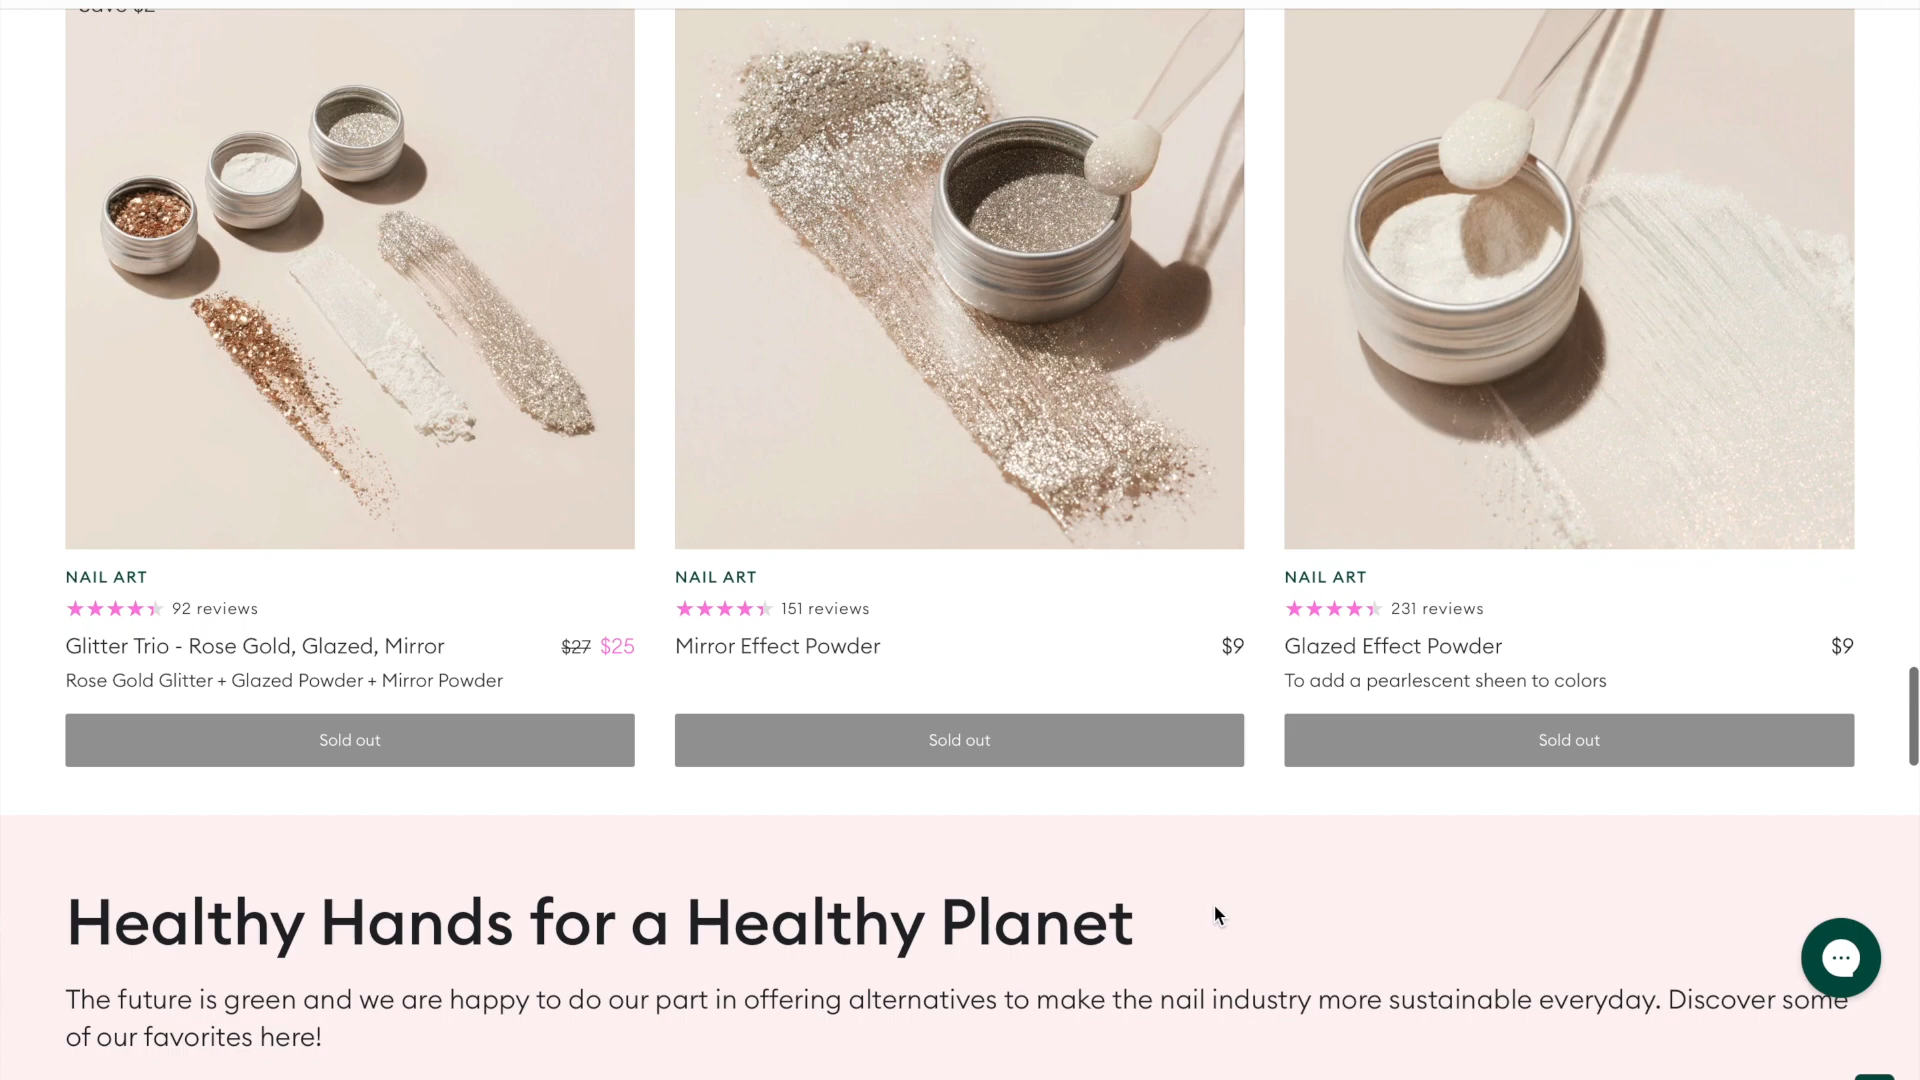 Save $2
NAIL ART
92 reviews
Glitter Trio - Rose Gold, Glazed, Mirror
$27 $25
Rose Gold Glitter + Glazed Powder + Mirror Powder
Sold out
NAIL ART
151 reviews
Mirror Effect Powder
$9
Sold out
NAIL ART
231 reviews
Glazed Effect Powder
$9
To add a pearlescent sheen to colors
Sold out
Healthy Hands for a Healthy Planet
The future is green and we are happy to do our part in offering alternatives to make the nail industry more sustainable everyday. Discover some
of our favorites here!